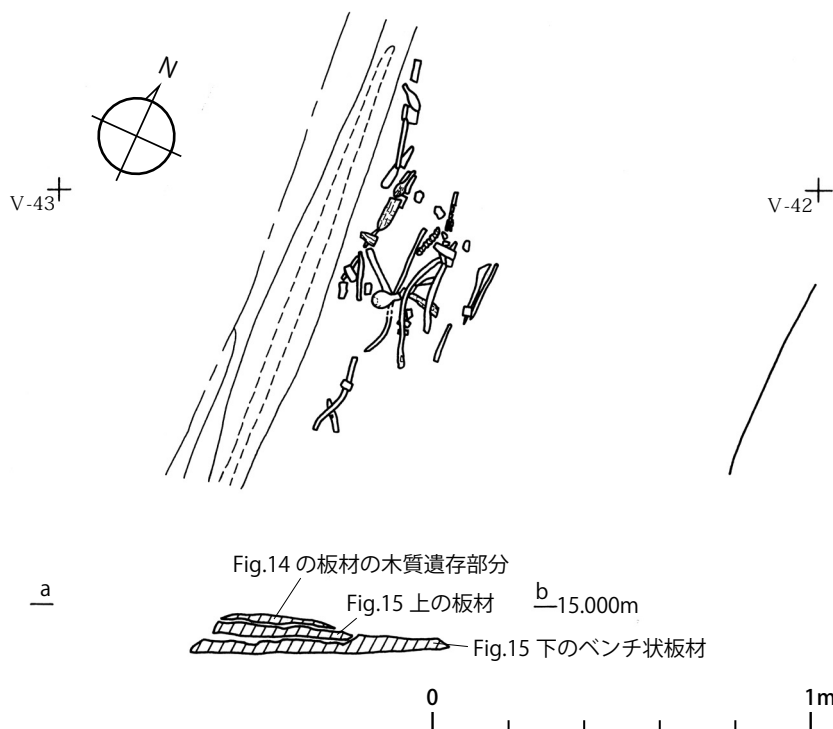 N
V-43
V-42
Fig.14 の板材の木質遺存部分
a
Fig.15 上の板材
b
15.000m
Fig.15 下のベンチ状板材
0
1m